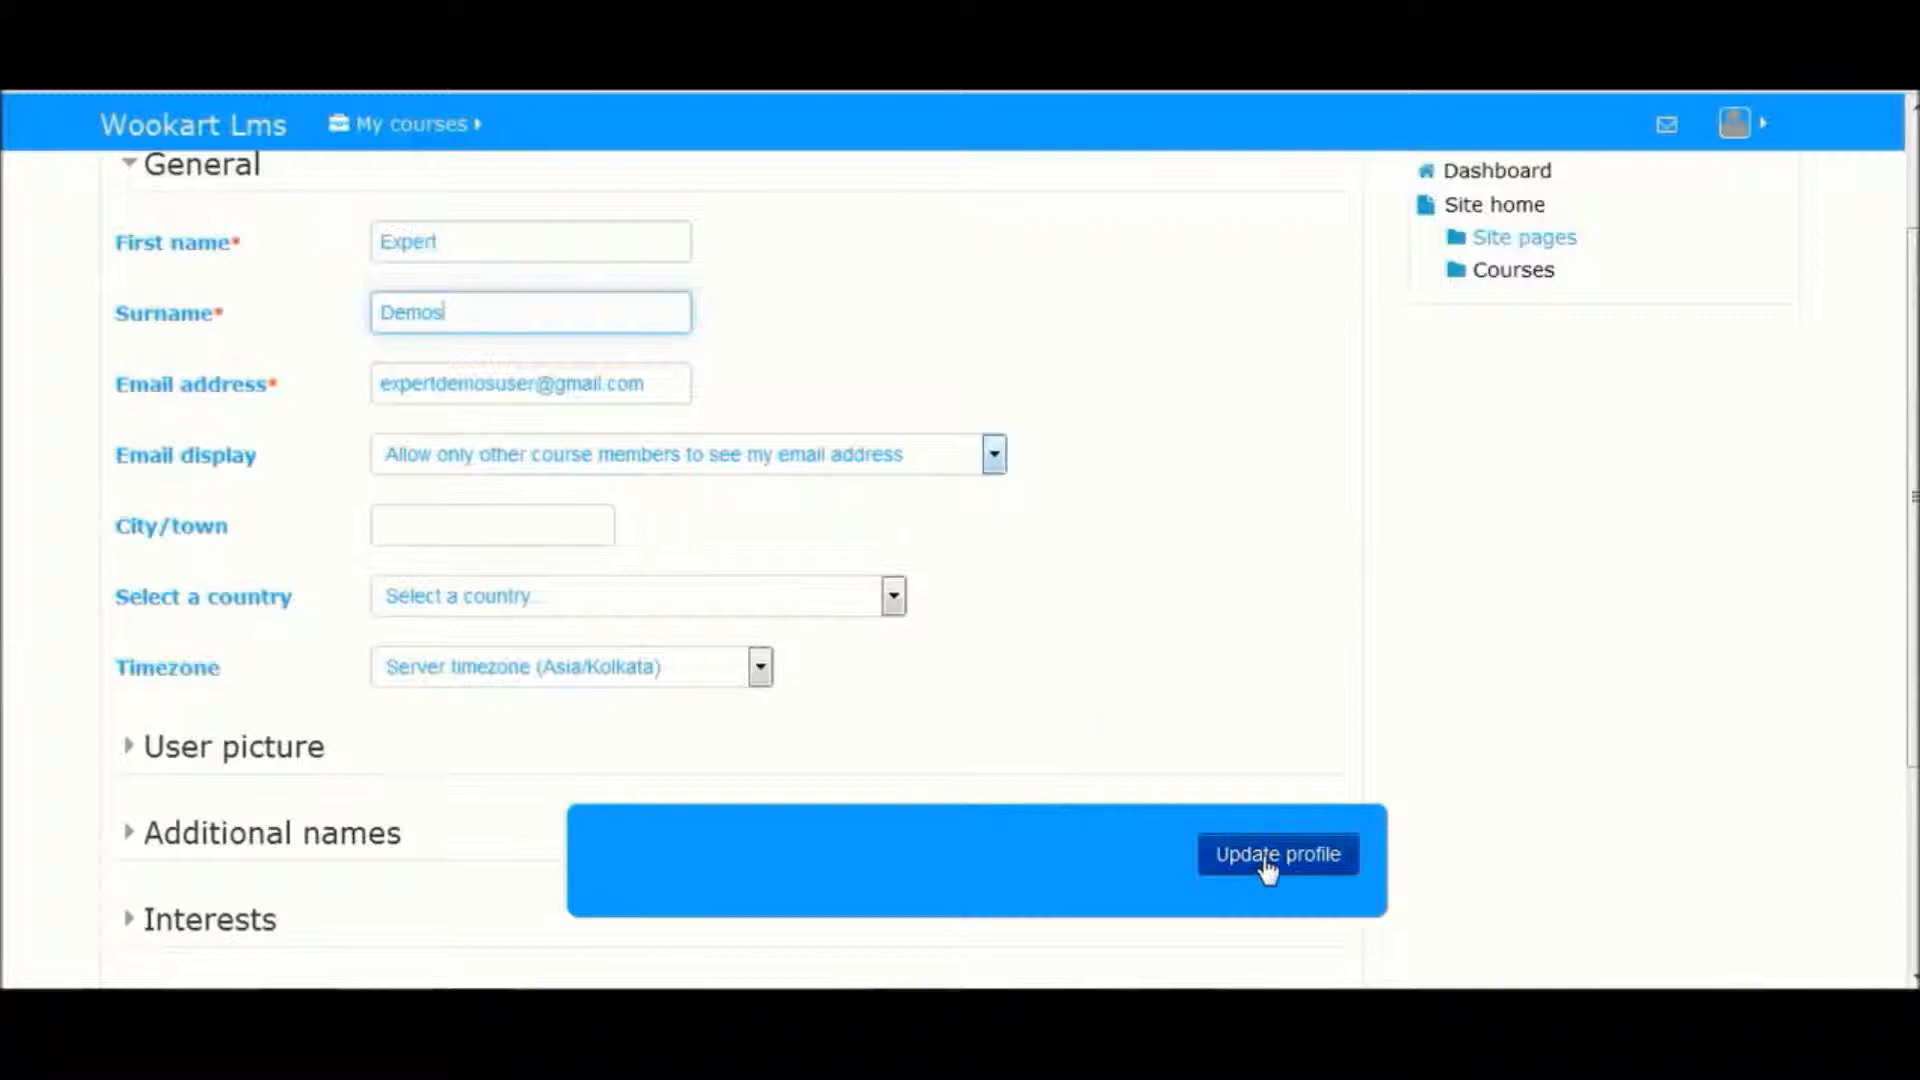 Wookart Lms My courses
General
First name*
Expert
Surname*
Demos
Email address*
expertdemosuser@gmail.com
Email display
Allow only other course members to see my email address
City/town
Select a country
Select a country...
Timezone
Server timezone (Asia/Kolkata)
User picture
Additional names
Interests
Update profile
Dashboard
Site home
Site pages
Courses